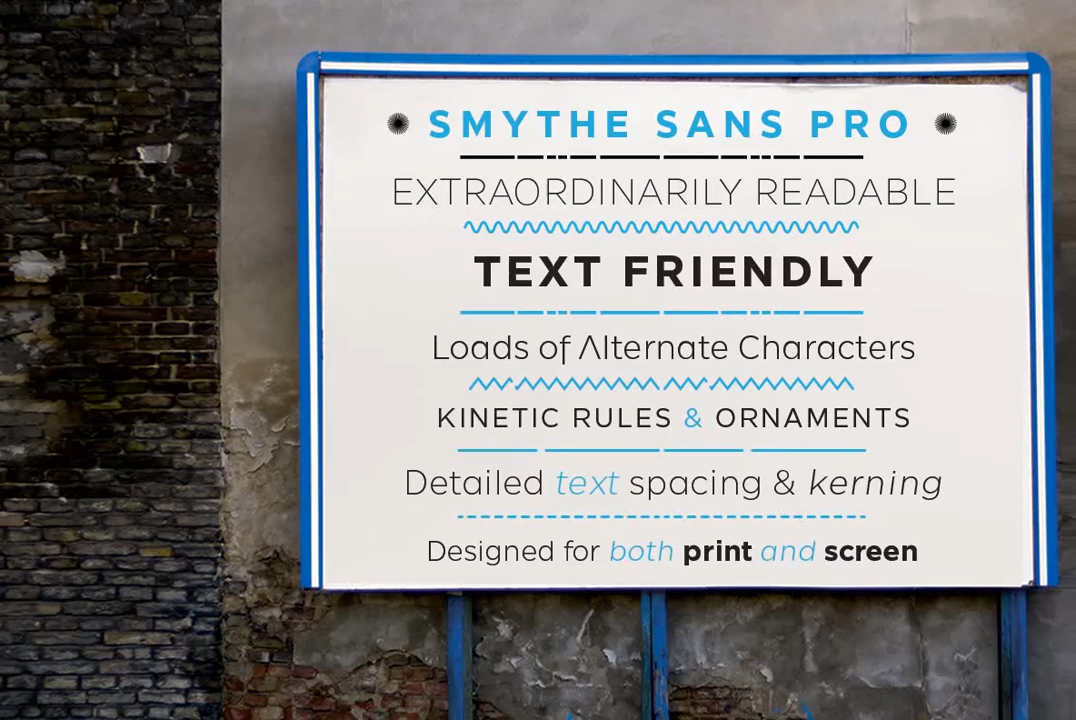 SMYTHE SANS PRO
EXTRAORDINARILY READABLE
TEXT FRIENDLY
Loads of Alternate Characters
KINETIC RULES & ORNAMENTS
Detailed text spacing & kerning
Designed for both print and screen